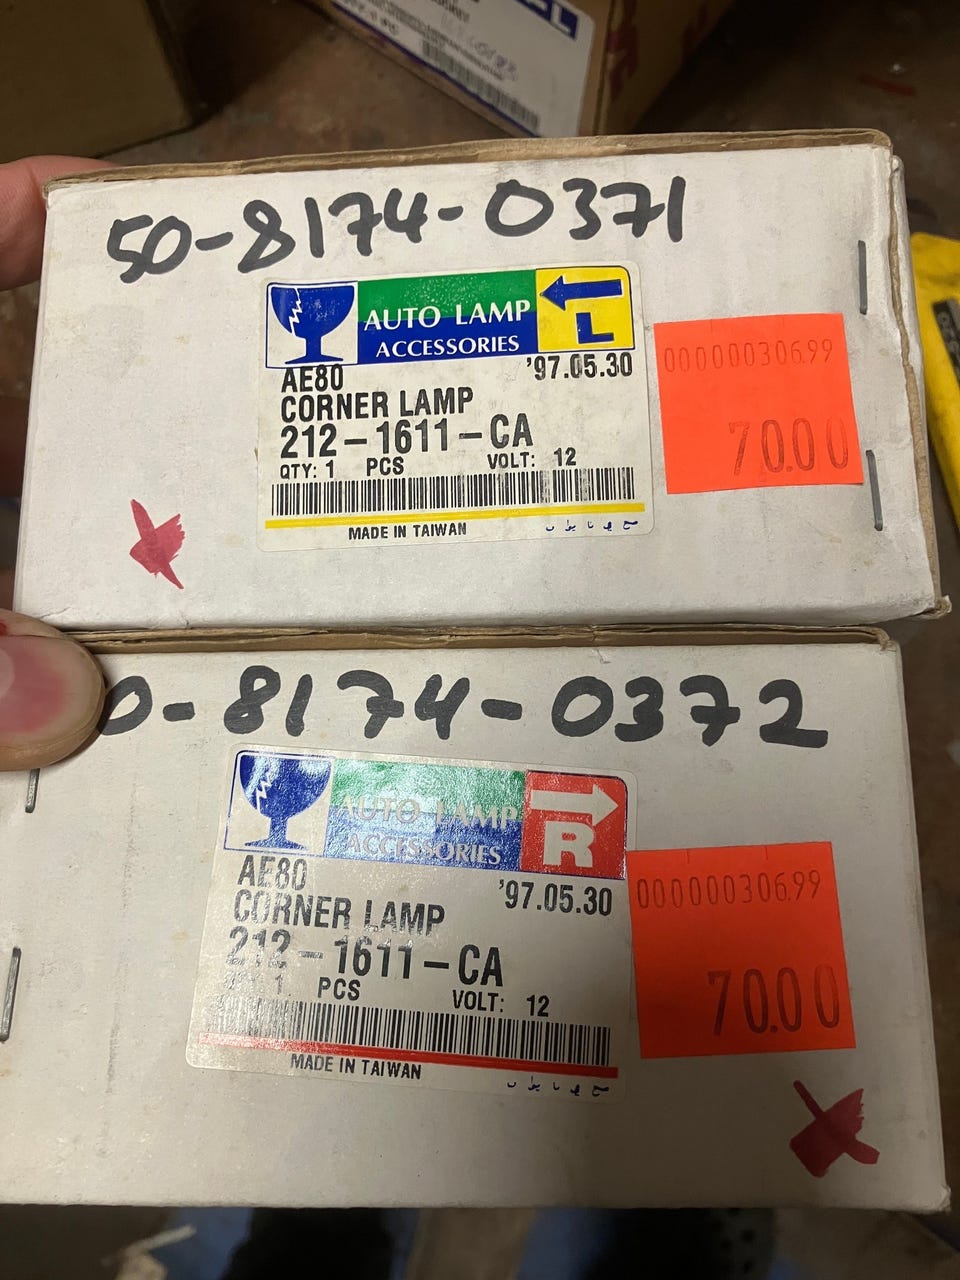 50-8174-0371
AUTO LAMP
ACCESSORIES
L
AE80
'97.05.30
CORNER LAMP
212-1611-CA
QTY: 1 PCS VOLT: 12
MADE IN TAIWAN
00000030699
70.00
0-8174-0372
AUTO LAMP
ACCESSORIES
R
AE80
'97.05.30
CORNER LAMP
212-1611-CA
QTY: 1 PCS VOLT: 12
MADE IN TAIWAN
00000030699
70.00